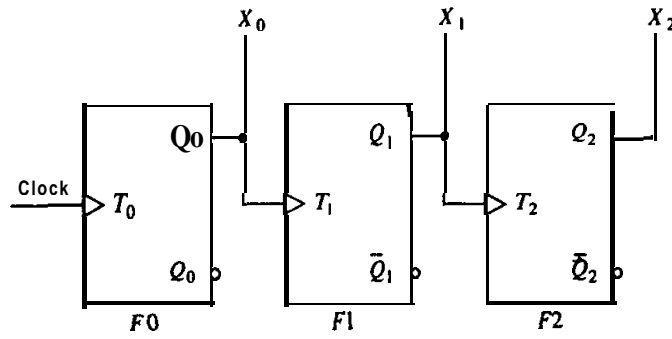 X₀ X₁ X₂
Q₀ Q₁ Q₂
Clock T₀ T₁ T₂
Q₀ Q̄₁ Q̄₂
F0 F1 F2